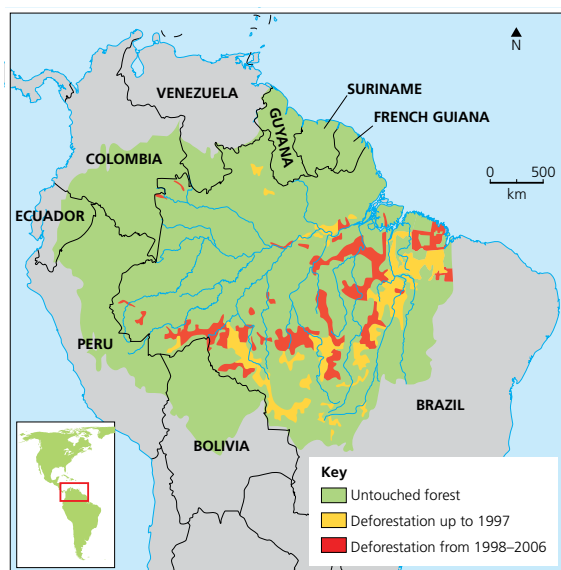 N
VENEZUELA
SURINAME
GUYANA
FRENCH GUIANA
COLOMBIA
0 500
km
ECUADOR
PERU
BRAZIL
BOLIVIA
Key
Untouched forest
Deforestation up to 1997
Deforestation from 1998–2006